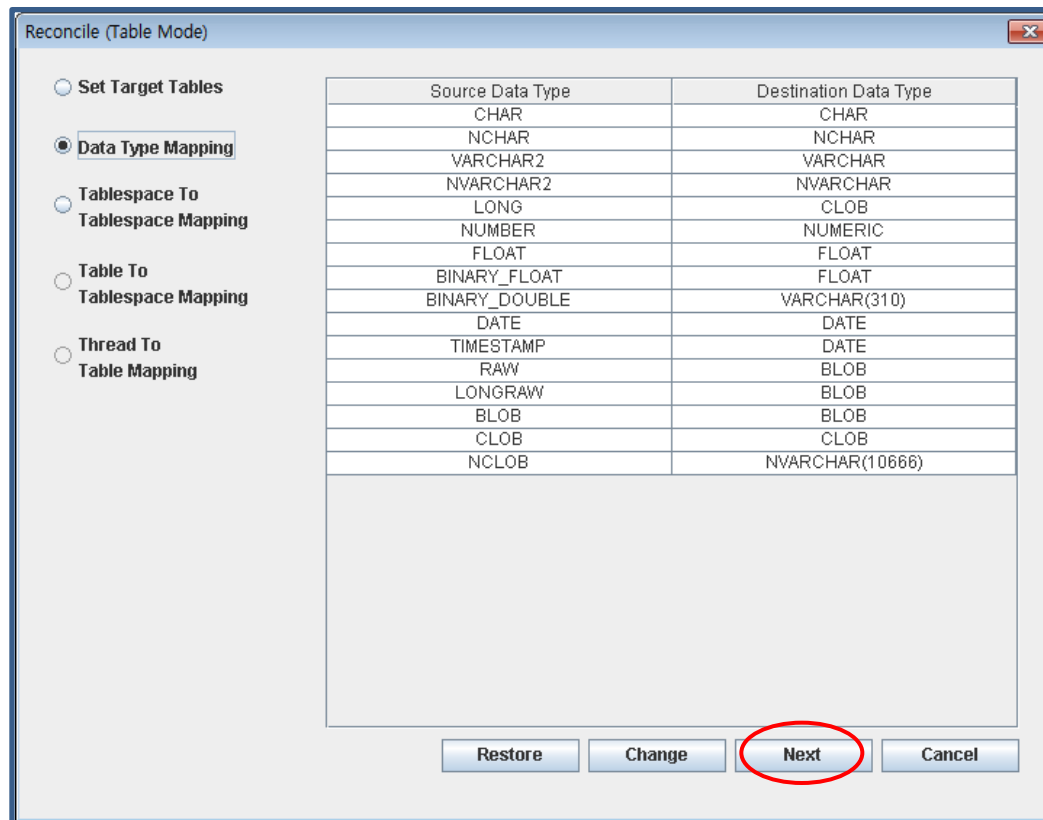 Reconcile (Table Mode)
Set Target Tables
Data Type Mapping
Tablespace To
Tablespace Mapping
Table To
Tablespace Mapping
Thread To
Table Mapping
Source Data Type Destination Data Type
CHAR CHAR
NCHAR NCHAR
VARCHAR2 VARCHAR
NVARCHAR2 NVARCHAR
LONG CLOB
NUMBER NUMERIC
FLOAT FLOAT
BINARY_FLOAT FLOAT
BINARY_DOUBLE VARCHAR(310)
DATE DATE
TIMESTAMP DATE
RAW BLOB
LONGRAW BLOB
BLOB BLOB
CLOB CLOB
NCLOB NVARCHAR(10666)
Restore Change Next Cancel